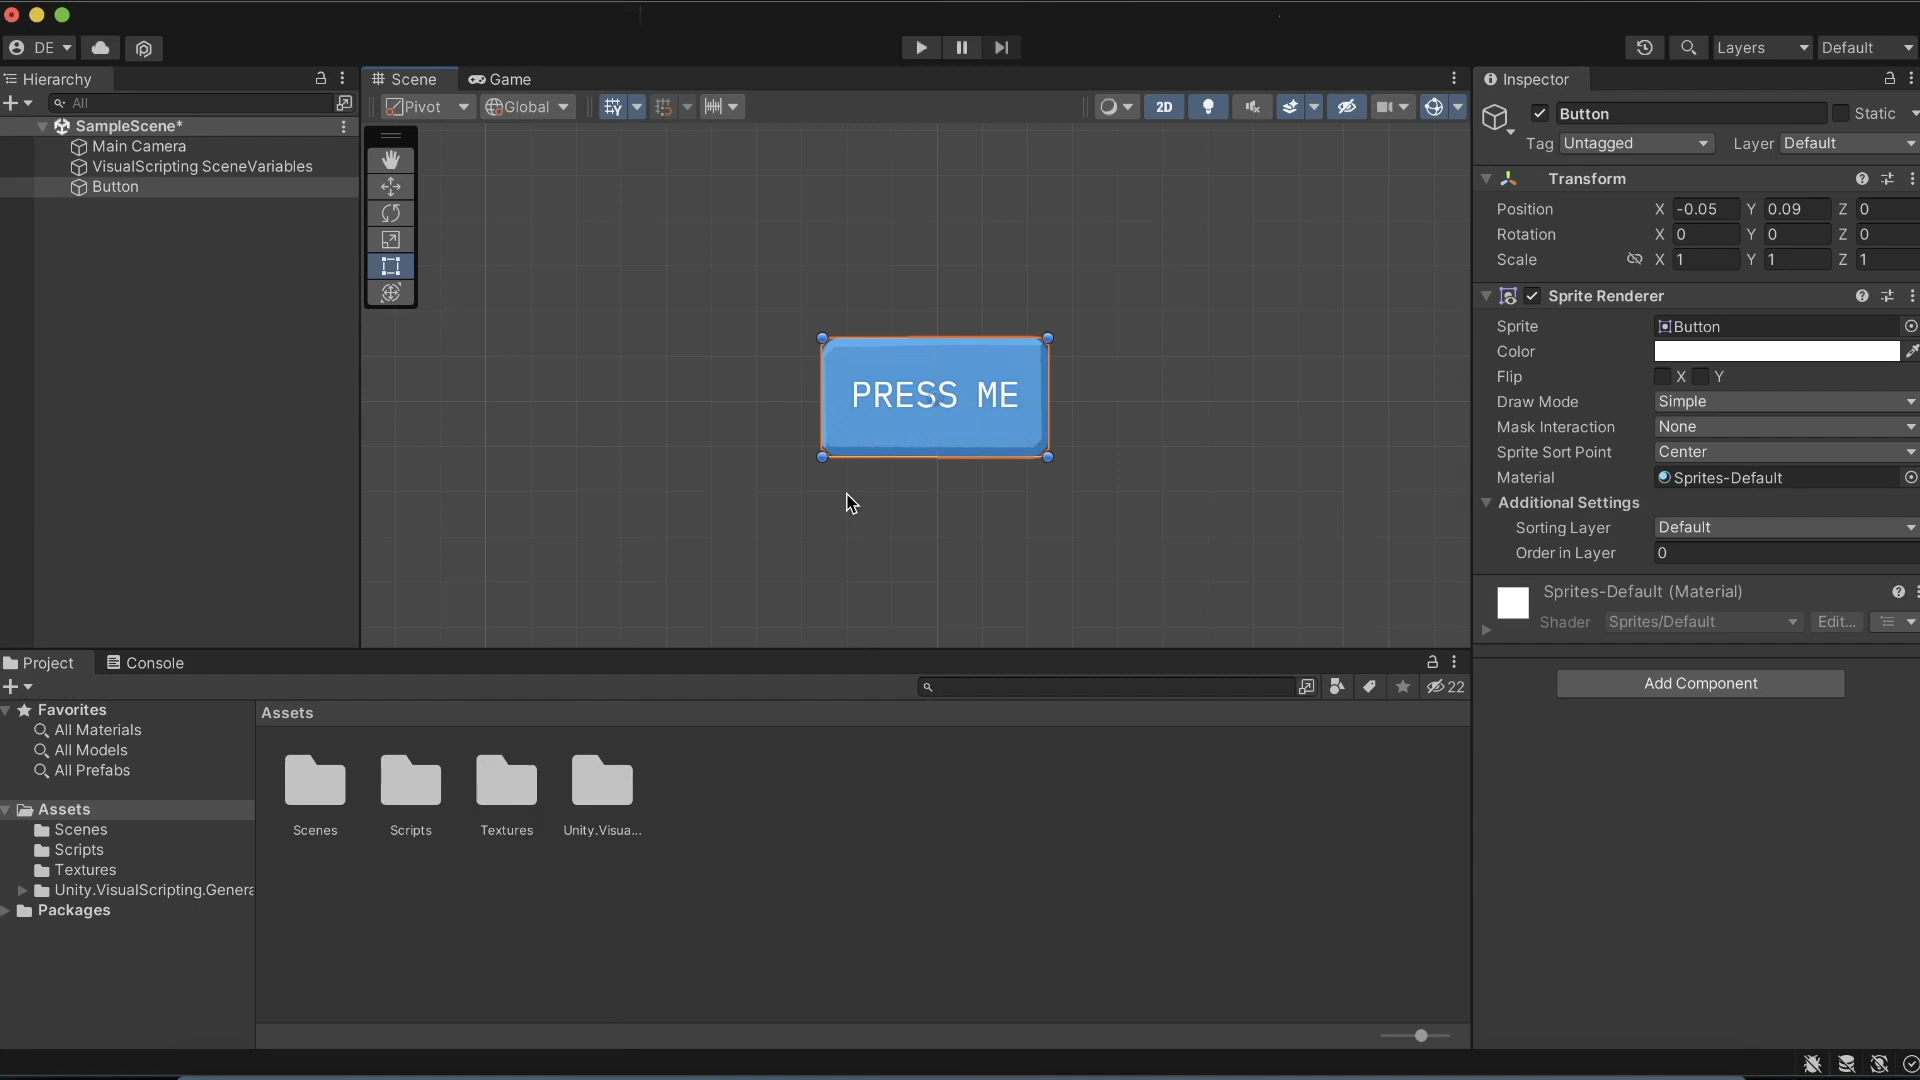 DE
Layers
Default
Hierarchy
All
SampleScene*
Main Camera
VisualScripting SceneVariables
Button
Scene
Game
Pivot
Global
2D
PRESS ME
Inspector
Button
Static
Tag Untagged
Layer Default
Transform
Position X -0.05 Y 0.09 Z 0
Rotation X 0 Y 0 Z 0
Scale X 1 Y 1 Z 1
Sprite Renderer
Sprite Button
Color
Flip X Y
Draw Mode Simple
Mask Interaction None
Sprite Sort Point Center
Material Sprites-Default
Additional Settings
Sorting Layer Default
Order in Layer 0
Sprites-Default (Material)
Shader Sprites/Default Edit...
Add Component
Project
Console
22
Favorites
All Materials
All Models
All Prefabs
Assets
Scenes
Scripts
Textures
Unity.VisualScripting.Genera
Packages
Assets
Scenes
Scripts
Textures
Unity.Visua...